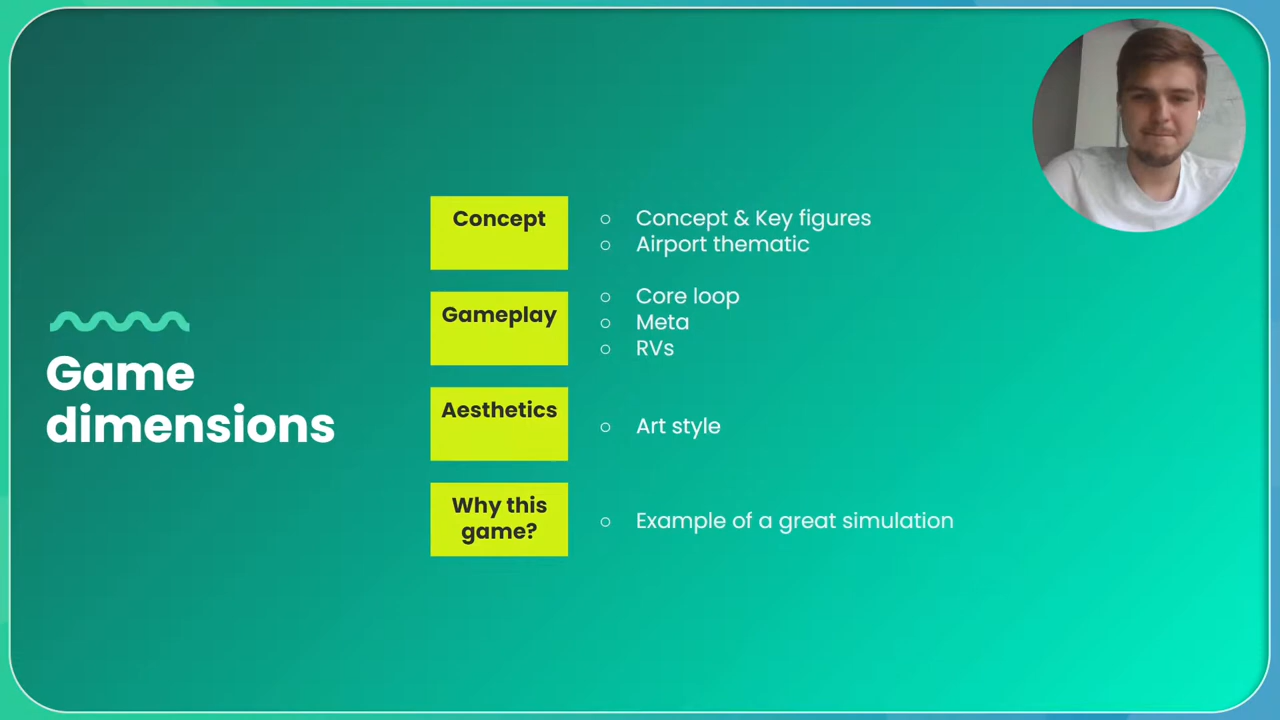 Game
dimensions
Concept
Concept & Key figures
Airport thematic
Gameplay
Core loop
Meta
RVs
Aesthetics
Art style
Why this
game?
Example of a great simulation